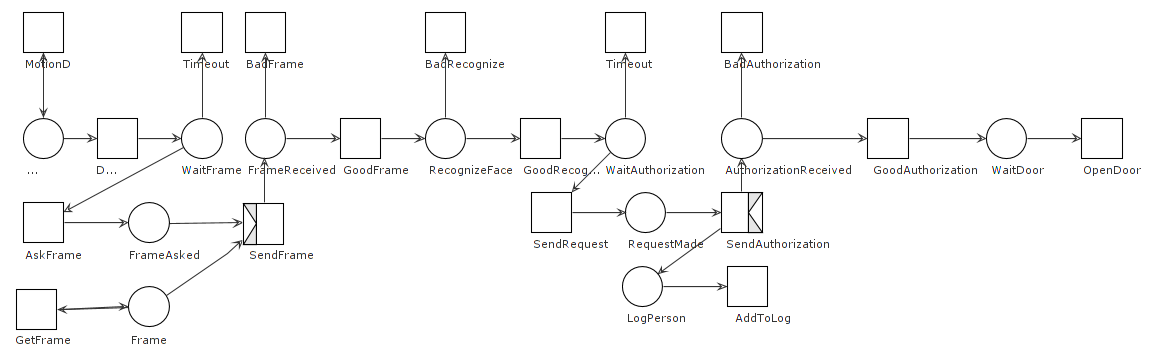 MotionD
Timeout
BadFrame
BadRecognize
Timeout
BadAuthorization
...
D...
WaitFrame
FrameReceived
GoodFrame
RecognizeFace
GoodRecog...
WaitAuthorization
AuthorizationReceived
GoodAuthorization
WaitDoor
OpenDoor
AskFrame
FrameAsked
SendFrame
SendRequest
RequestMade
SendAuthorization
GetFrame
Frame
LogPerson
AddToLog